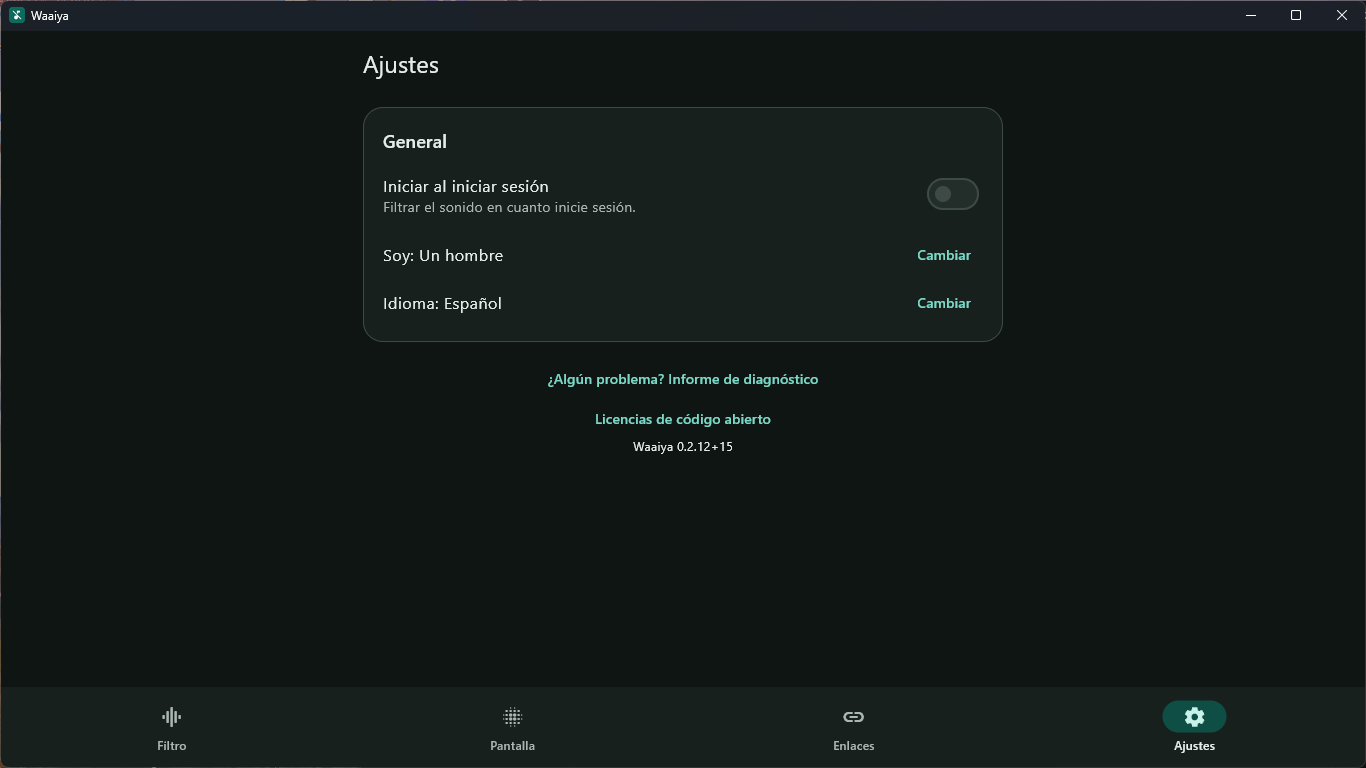 Waaiya
Ajustes
General
Iniciar al iniciar sesión
Filtrar el sonido en cuanto inicie sesión.
Soy: Un hombre
Cambiar
Idioma: Español
Cambiar
¿Algún problema? Informe de diagnóstico
Licencias de código abierto
Waaiya 0.2.12+15
Filtro
Pantalla
Enlaces
Ajustes